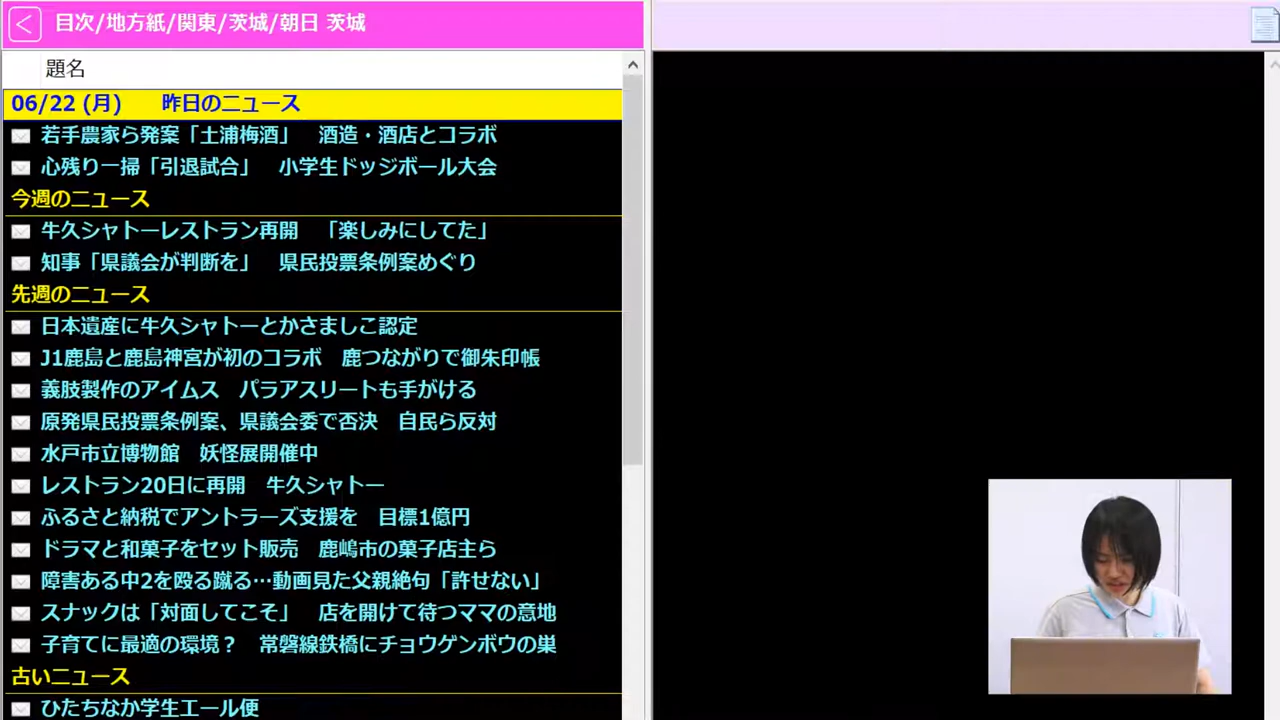 目次/地方紙/関東/茨城/朝日 茨城
題名
06/22 (月)　昨日のニュース
若手農家ら発案「土浦梅酒」　酒造・酒店とコラボ
心残り一掃「引退試合」　小学生ドッジボール大会
今週のニュース
牛久シャトーレストラン再開　「楽しみにしてた」
知事「県議会が判断を」　県民投票条例案めぐり
先週のニュース
日本遺産に牛久シャトーとかさましこ認定
J1鹿島と鹿島神宮が初のコラボ　鹿つながりで御朱印帳
義肢製作のアイムス　パラアスリートも手がける
原発県民投票条例案、県議会委で否決　自民ら反対
水戸市立博物館　妖怪展開催中
レストラン20日に再開　牛久シャトー
ふるさと納税でアントラーズ支援を　目標1億円
ドラマと和菓子をセット販売　鹿嶋市の菓子店主ら
障害ある中2を殴る蹴る…動画見た父親絶句「許せない」
スナックは「対面してこそ」　店を開けて待つママの意地
子育てに最適の環境？　常磐線鉄橋にチョウゲンボウの巣
古いニュース
ひたちなか学生エール便